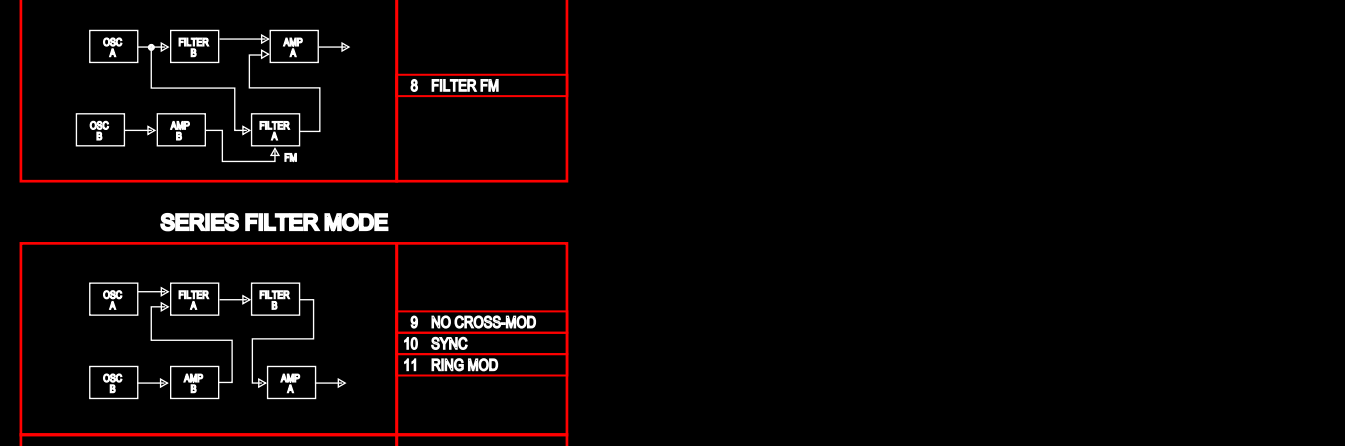 OSC
A
FILTER
B
AMP
A
8 FILTER FM
OSC
B
AMP
B
FILTER
A
FM
SERIES FILTER MODE
OSC
A
FILTER
A
FILTER
B
9 NO CROSS-MOD
10 SYNC
11 RING MOD
OSC
B
AMP
B
AMP
A